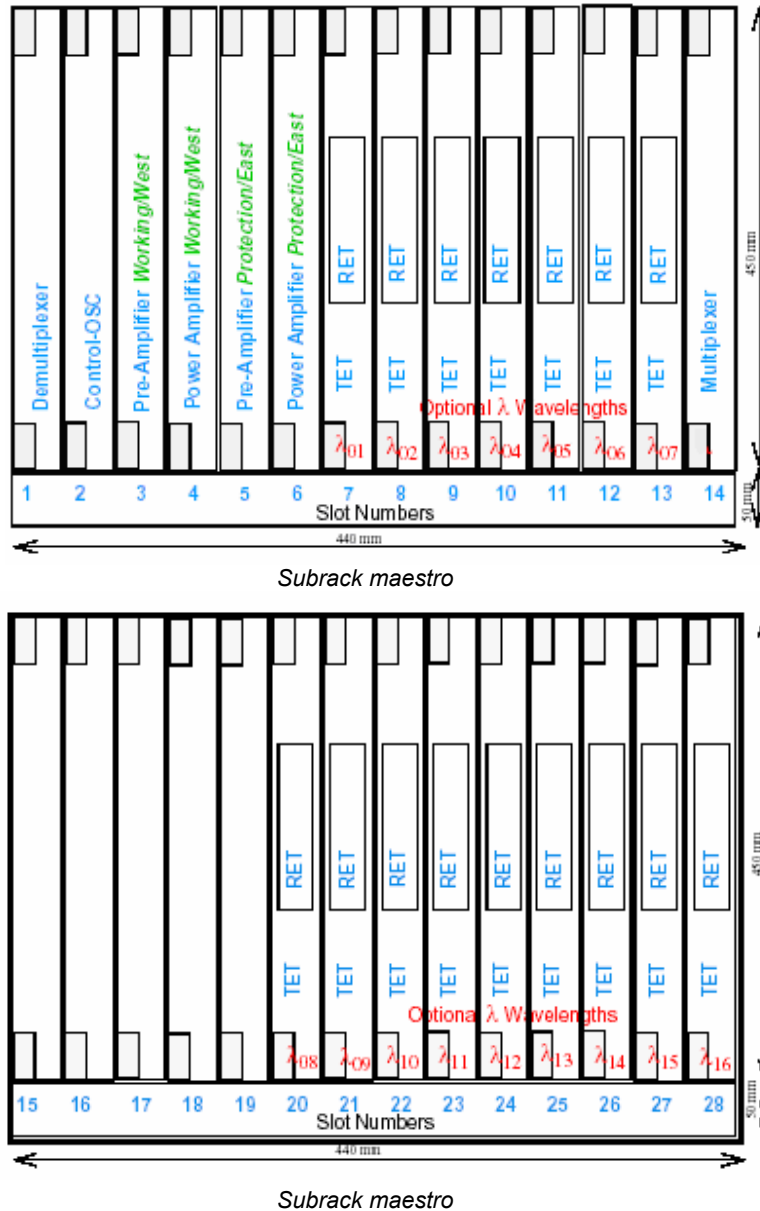 Demultiplexer
Control-OSC
Pre-Amplifier Working/West
Power Amplifier Working/West
Pre-Amplifier Protection/East
Power Amplifier Protection/East
RET RET RET RET RET RET RET
TET TET TET TET TET TET TET
Multiplexer
Optional λ Wavelengths
λ01 λ02 λ03 λ04 λ05 λ06 λ07
1 2 3 4 5 6 7 8 9 10 11 12 13 14
Slot Numbers
450 mm
50 mm
440 mm
Subrack maestro
RET RET RET RET RET RET RET RET RET
TET TET TET TET TET TET TET TET TET
Optional λ Wavelengths
λ08 λ09 λ10 λ11 λ12 λ13 λ14 λ15 λ16
15 16 17 18 19 20 21 22 23 24 25 26 27 28
Slot Numbers
450 mm
50 mm
440 mm
Subrack maestro